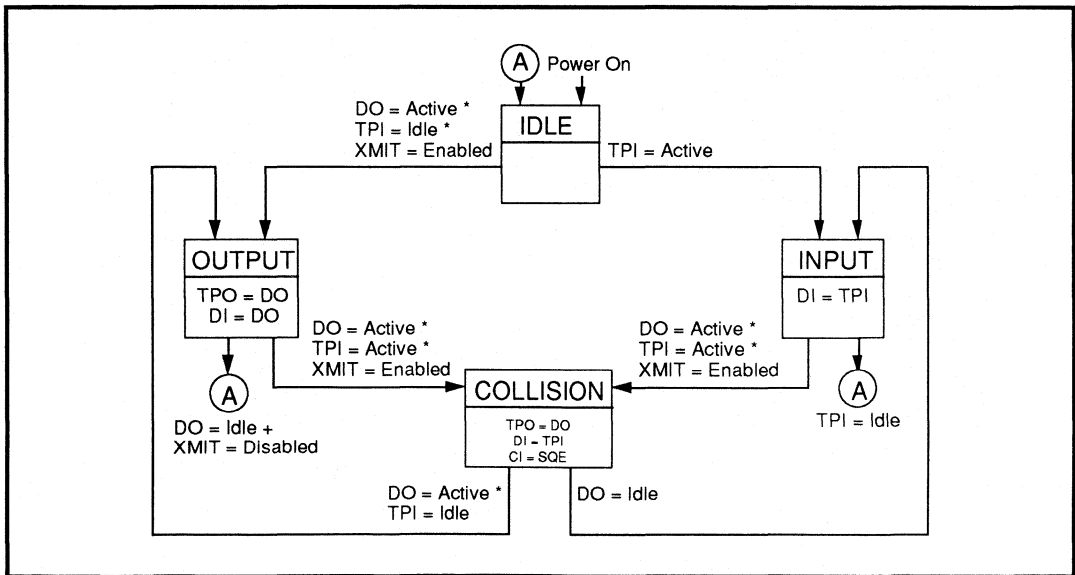 A Power On
IDLE
DO = Active *
TPI = Idle *
XMIT = Enabled
TPI = Active
OUTPUT
TPO = DO
DI = DO
INPUT
DI = TPI
DO = Active *
TPI = Active *
XMIT = Enabled
DO = Active *
TPI = Active *
XMIT = Enabled
A
DO = Idle +
XMIT = Disabled
COLLISION
TPO = DO
DI = TPI
CI = SQE
A
TPI = Idle
DO = Active *
TPI = Idle
DO = Idle